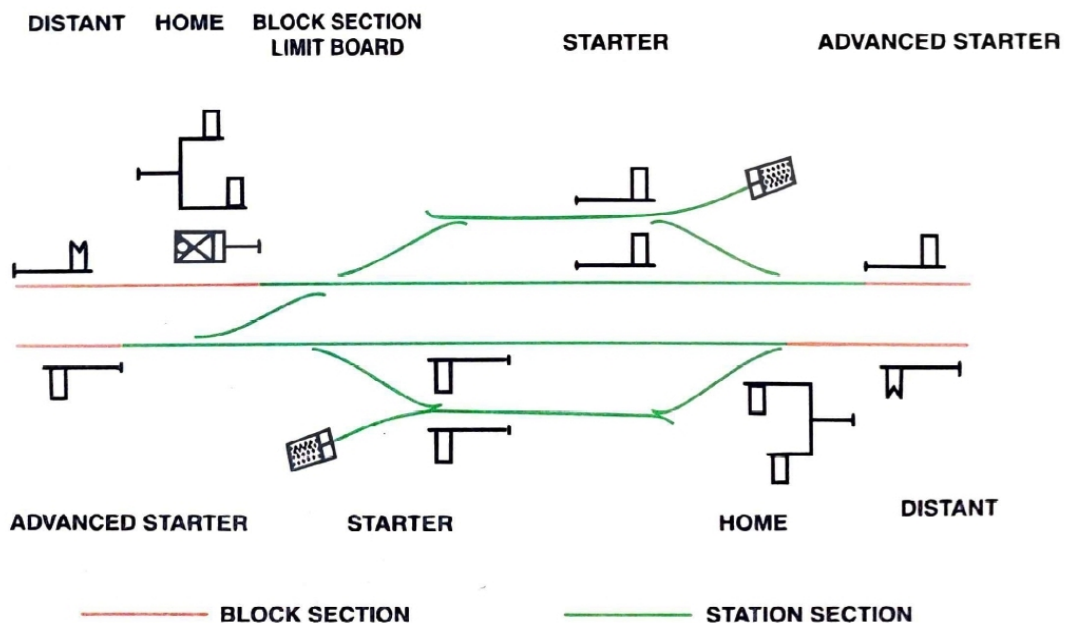 DISTANT
HOME
BLOCK SECTION
LIMIT BOARD
STARTER
ADVANCED STARTER
ADVANCED STARTER
STARTER
HOME
DISTANT
BLOCK SECTION
STATION SECTION